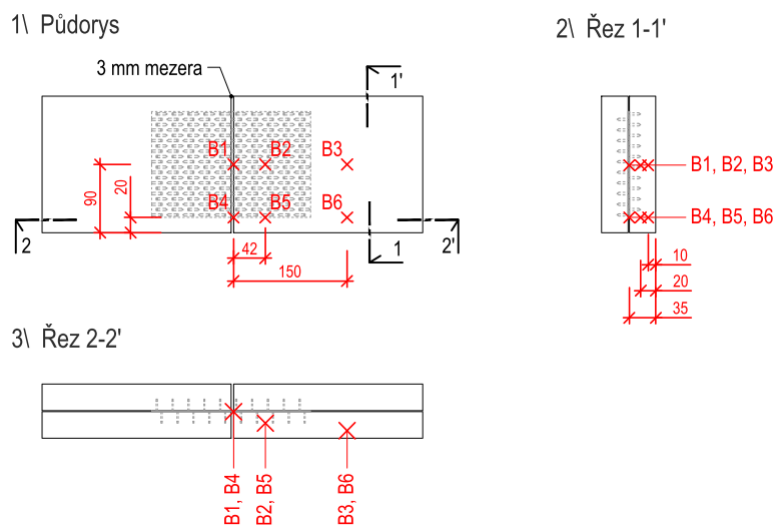 1\ Půdorys
2\ Řez 1-1'
3 mm mezera
1'
B1 B2 B3
B1, B2, B3
90
20
B4 B5 B6
B4, B5, B6
2
42
1
2'
10
150
20
35
3\ Řez 2-2'
B1, B4
B2, B5
B3, B6